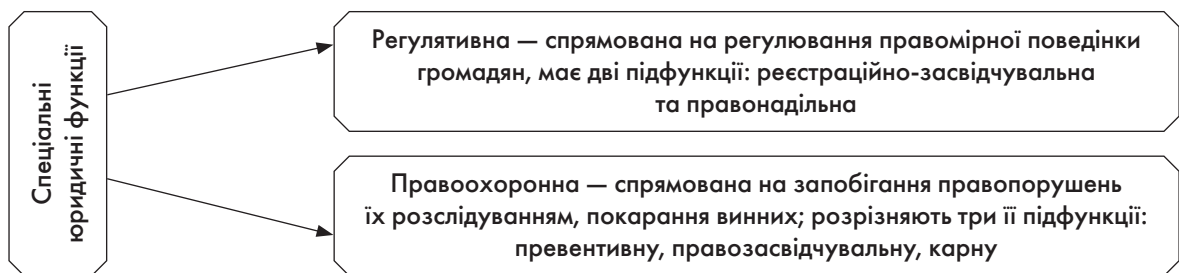 Спеціальні
юридичні функції
Регулятивна — спрямована на регулювання правомірної поведінки
громадян, має дві підфункції: реєстраційно-засвідчувальна
та правонадільна
Правоохоронна — спрямована на запобігання правопорушень
їх розслідуванням, покарання винних; розрізняють три її підфункції:
превентивну, правозасвідчувальну, карну